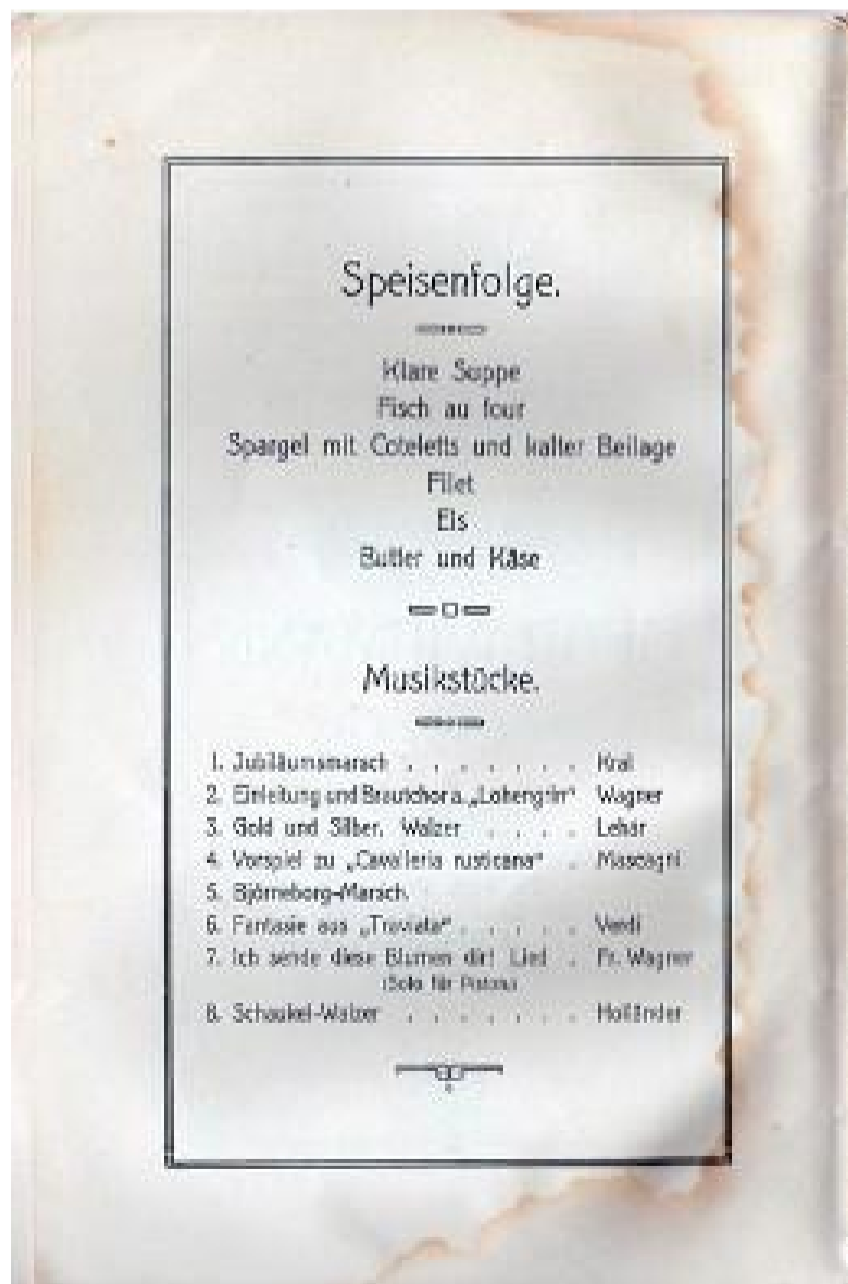 Speisenfolge.
Klare Suppe
Fisch au four
Spargel mit Coteletts und kalter Beilage
Filet
Eis
Butter und Käse
Musikstücke.
1. Jubiläumsmarsch . . . . . . . Kral
2. Einleitung und Brautchor a. „Lohengrin“ Wagner
3. Gold und Silber, Walzer . . . . Lehár
4. Vorspiel zu „Cavalleria rusticana“ . Mascagni
5. Björneborg-Marsch.
6. Fantasie aus „Traviata“ . . . . . Verdi
7. Ich sende diese Blumen dir! Lied . Fr. Wagner
(Solo für Piston)
8. Schaukel-Walzer . . . . . . . Holländer